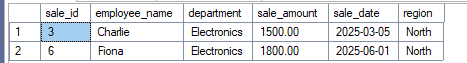 sale_id employee_name department sale_amount sale_date region
1 3 Charlie Electronics 1500.00 2025-03-05 North
2 6 Fiona Electronics 1800.00 2025-06-01 North